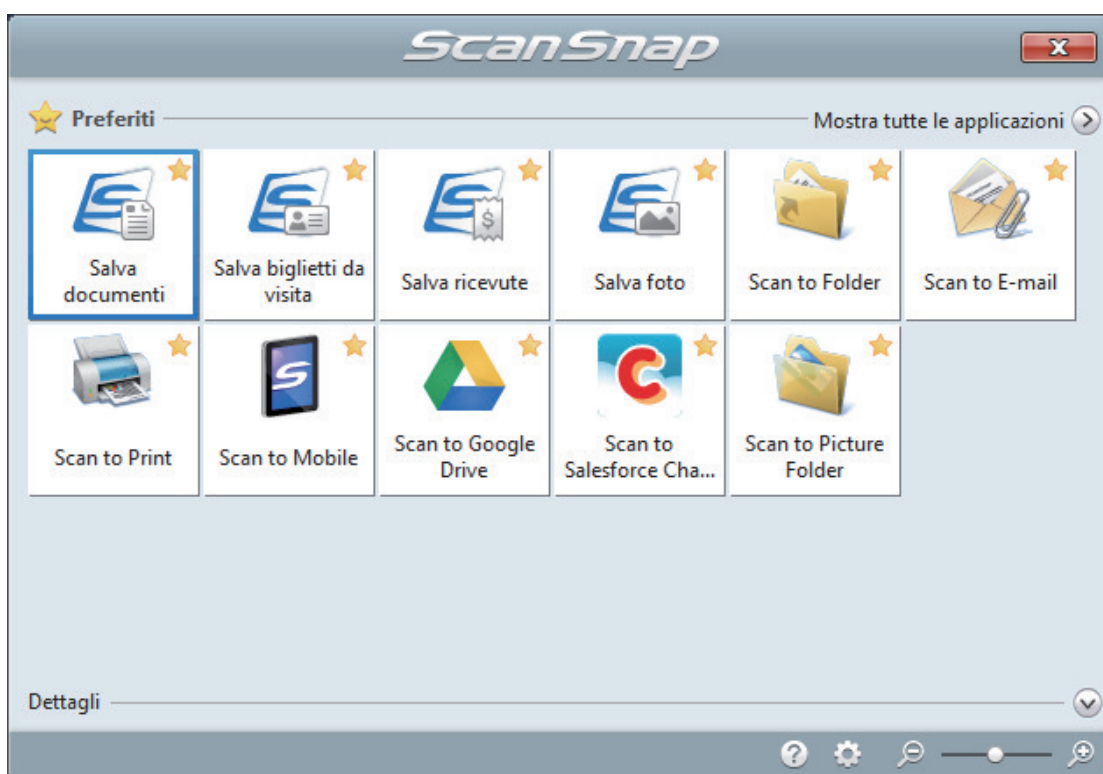 ScanSnap
Preferiti
Mostra tutte le applicazioni
Salva
documenti
Salva biglietti da
visita
Salva ricevute
Salva foto
Scan to Folder
Scan to E-mail
Scan to Print
Scan to Mobile
Scan to Google
Drive
Scan to
Salesforce Cha...
Scan to Picture
Folder
Dettagli